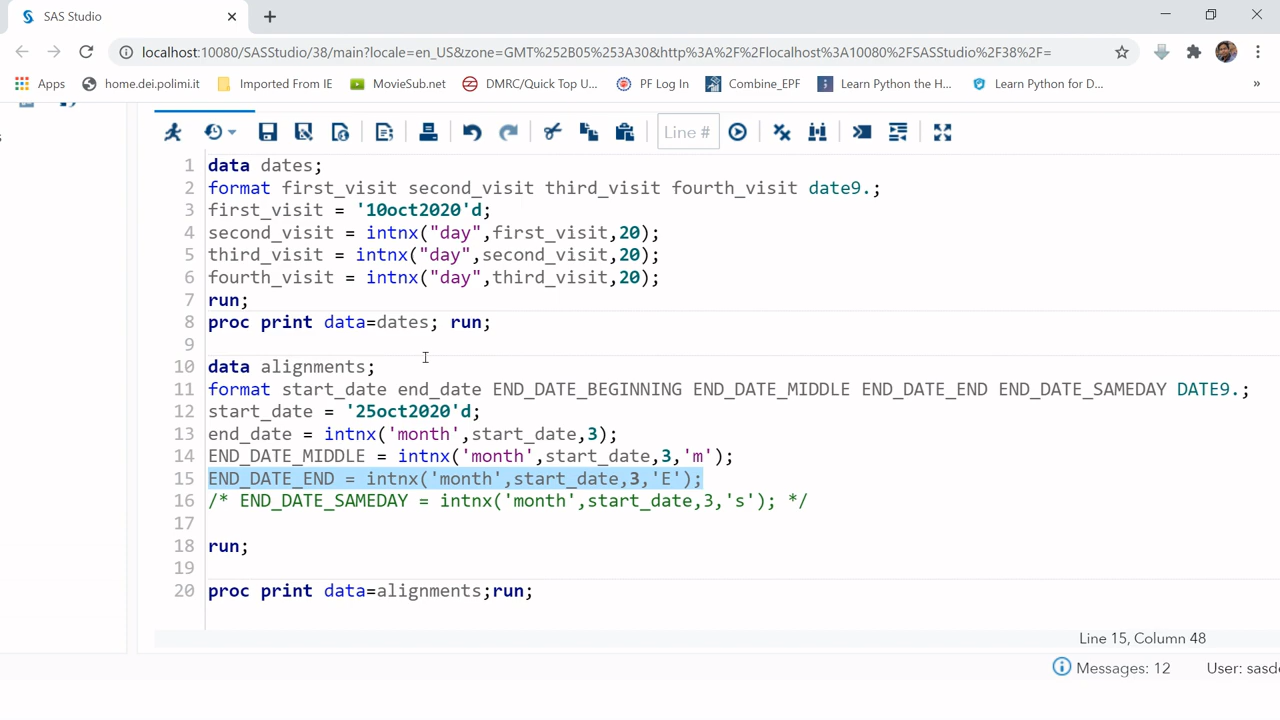 SAS Studio
localhost:10080/SASStudio/38/main?locale=en_US&zone=GMT%252B05%253A30&http%3A%2F%2Flocalhost%3A10080%2FSASStudio%2F38%2F=
Apps home.dei.polimi.it Imported From IE MovieSub.net DMRC/Quick Top U... PF Log In Combine_EPF Learn Python the H... Learn Python for D... »
Line #
1 data dates;
2 format first_visit second_visit third_visit fourth_visit date9.;
3 first_visit = '10oct2020'd;
4 second_visit = intnx("day",first_visit,20);
5 third_visit = intnx("day",second_visit,20);
6 fourth_visit = intnx("day",third_visit,20);
7 run;
8 proc print data=dates; run;
9
10 data alignments;
11 format start_date end_date END_DATE_BEGINNING END_DATE_MIDDLE END_DATE_END END_DATE_SAMEDAY DATE9.;
12 start_date = '25oct2020'd;
13 end_date = intnx('month',start_date,3);
14 END_DATE_MIDDLE = intnx('month',start_date,3,'m');
15 END_DATE_END = intnx('month',start_date,3,'E');
16 /* END_DATE_SAMEDAY = intnx('month',start_date,3,'s'); */
17
18 run;
19
20 proc print data=alignments;run;
Line 15, Column 48
Messages: 12 User: sasd